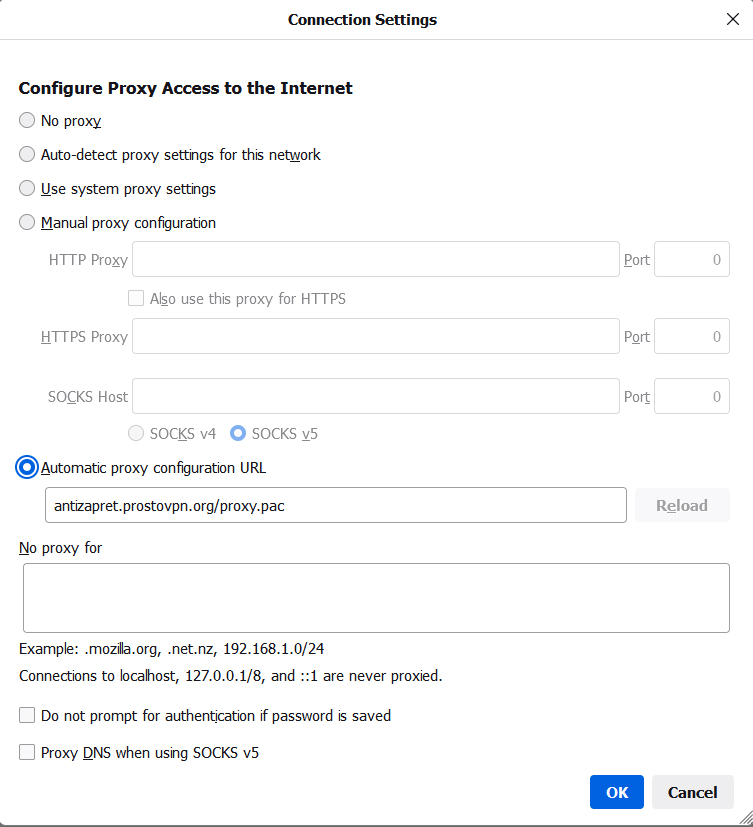 Connection Settings
Configure Proxy Access to the Internet
No proxy
Auto-detect proxy settings for this network
Use system proxy settings
Manual proxy configuration
HTTP Proxy Port 0
Also use this proxy for HTTPS
HTTPS Proxy Port 0
SOCKS Host Port 0
SOCKS v4 SOCKS v5
Automatic proxy configuration URL
antizapret.prostovpn.org/proxy.pac Reload
No proxy for
Example: .mozilla.org, .net.nz, 192.168.1.0/24
Connections to localhost, 127.0.0.1/8, and ::1 are never proxied.
Do not prompt for authentication if password is saved
Proxy DNS when using SOCKS v5
OK Cancel